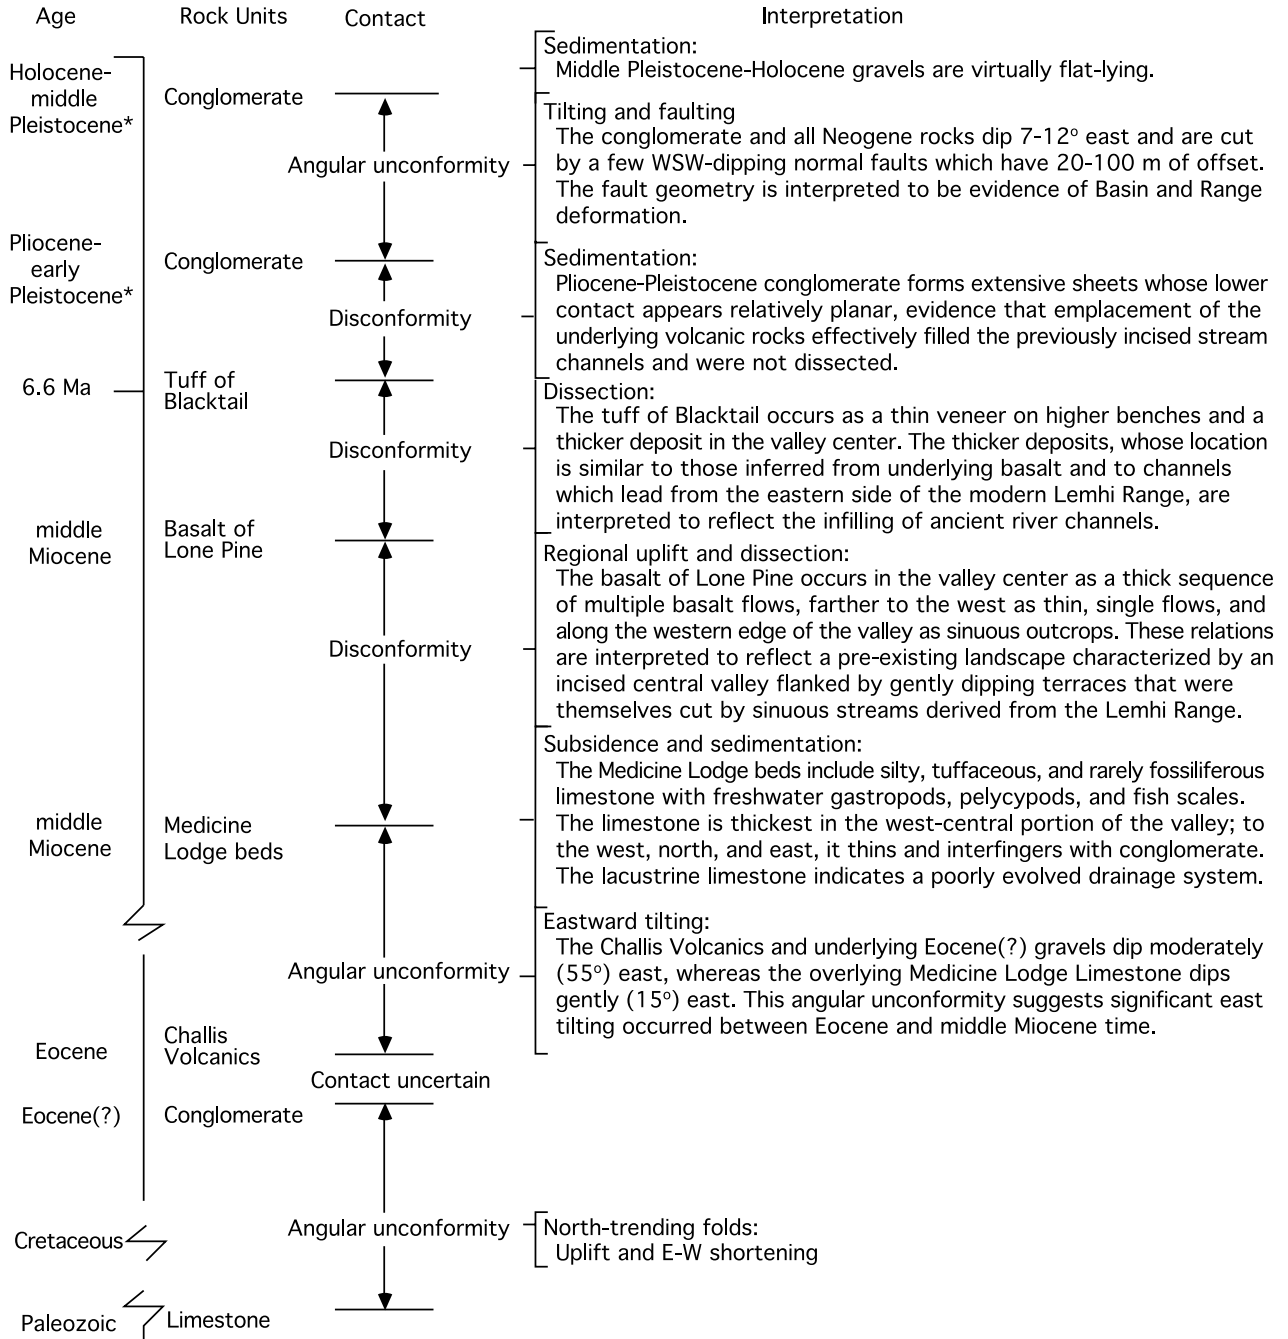 Age
Rock Units
Contact
Interpretation
Holocene-
middle
Pleistocene*
Conglomerate
Sedimentation:
Middle Pleistocene-Holocene gravels are virtually flat-lying.
Angular unconformity
Tilting and faulting
The conglomerate and all Neogene rocks dip 7-12° east and are cut
by a few WSW-dipping normal faults which have 20-100 m of offset.
The fault geometry is interpreted to be evidence of Basin and Range
deformation.
Pliocene-
early
Pleistocene*
Conglomerate
Disconformity
Sedimentation:
Pliocene-Pleistocene conglomerate forms extensive sheets whose lower
contact appears relatively planar, evidence that emplacement of the
underlying volcanic rocks effectively filled the previously incised stream
channels and were not dissected.
6.6 Ma
Tuff of
Blacktail
Disconformity
Dissection:
The tuff of Blacktail occurs as a thin veneer on higher benches and a
thicker deposit in the valley center. The thicker deposits, whose location
is similar to those inferred from underlying basalt and to channels
which lead from the eastern side of the modern Lemhi Range, are
interpreted to reflect the infilling of ancient river channels.
middle
Miocene
Basalt of
Lone Pine
Disconformity
Regional uplift and dissection:
The basalt of Lone Pine occurs in the valley center as a thick sequence
of multiple basalt flows, farther to the west as thin, single flows, and
along the western edge of the valley as sinuous outcrops. These relations
are interpreted to reflect a pre-existing landscape characterized by an
incised central valley flanked by gently dipping terraces that were
themselves cut by sinuous streams derived from the Lemhi Range.
middle
Miocene
Medicine
Lodge beds
Subsidence and sedimentation:
The Medicine Lodge beds include silty, tuffaceous, and rarely fossiliferous
limestone with freshwater gastropods, pelycypods, and fish scales.
The limestone is thickest in the west-central portion of the valley; to
the west, north, and east, it thins and interfingers with conglomerate.
The lacustrine limestone indicates a poorly evolved drainage system.
Angular unconformity
Eastward tilting:
The Challis Volcanics and underlying Eocene(?) gravels dip moderately
(55°) east, whereas the overlying Medicine Lodge Limestone dips
gently (15°) east. This angular unconformity suggests significant east
tilting occurred between Eocene and middle Miocene time.
Eocene
Challis
Volcanics
Contact uncertain
Eocene(?)
Conglomerate
Angular unconformity
North-trending folds:
Uplift and E-W shortening
Cretaceous
Paleozoic
Limestone